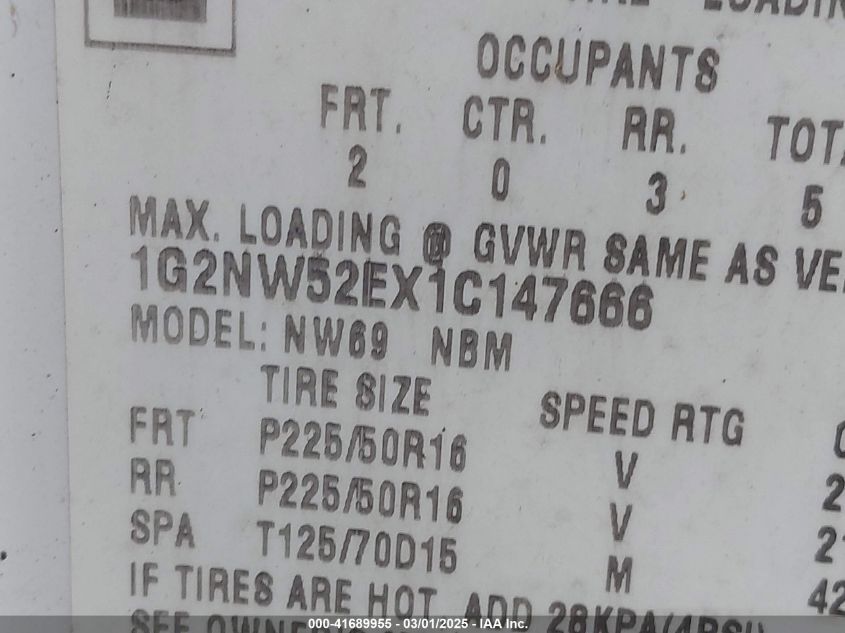 OCCUPANTS
FRT. CTR. RR.
2 0 3 5
MAX. LOADING @ GVWR SAME AS
1G2NW52EX1C147666
MODEL: NW69 NBM
TIRE SIZE SPEED RTG
FRT P225/50R16 V
RR P225/50R16 V
SPA T125/70D15 M
IF TIRES ARE HOT, ADD 28KPA(4PSI)
000-41689955 - 03/01/2025 - IAA Inc.